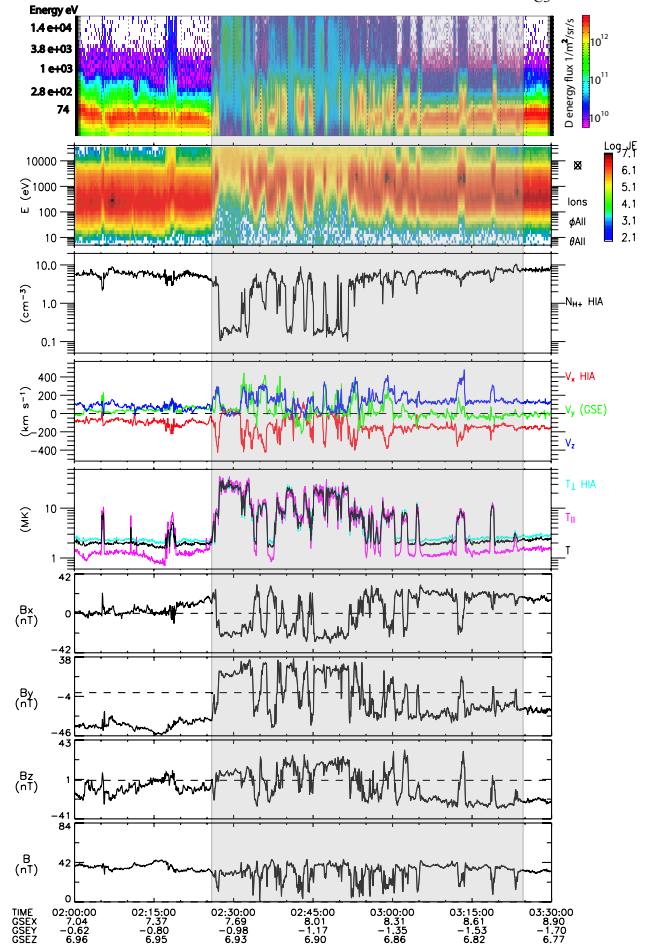 Energy eV
1.4 e+04
3.8 e+03
1 e+03
2.8 e+02
74
D energy flux 1/m²/sr/s
10¹²
10¹¹
10¹⁰
E (eV)
10000
1000
100
10
Ions
φAll
θAll
Log JE
7.1
6.1
5.1
4.1
3.1
2.1
(cm⁻³)
10.0
1.0
0.1
N_H+ HIA
(km s⁻¹)
400
200
0
−200
−400
Vx HIA
Vy (GSE)
Vz
(MK)
10
1
T⊥ HIA
T||
T
Bx
(nT)
42
0
−42
By
(nT)
38
−4
−46
Bz
(nT)
43
1
−41
B
(nT)
84
42
0
TIME 02:00:00 02:15:00 02:30:00 02:45:00 03:00:00 03:15:00 03:30:00
GSEX 7.04 7.37 7.69 8.01 8.31 8.61 8.90
GSEY −0.62 −0.80 −0.98 −1.17 −1.35 −1.53 −1.70
GSEZ 6.96 6.95 6.93 6.90 6.86 6.82 6.77